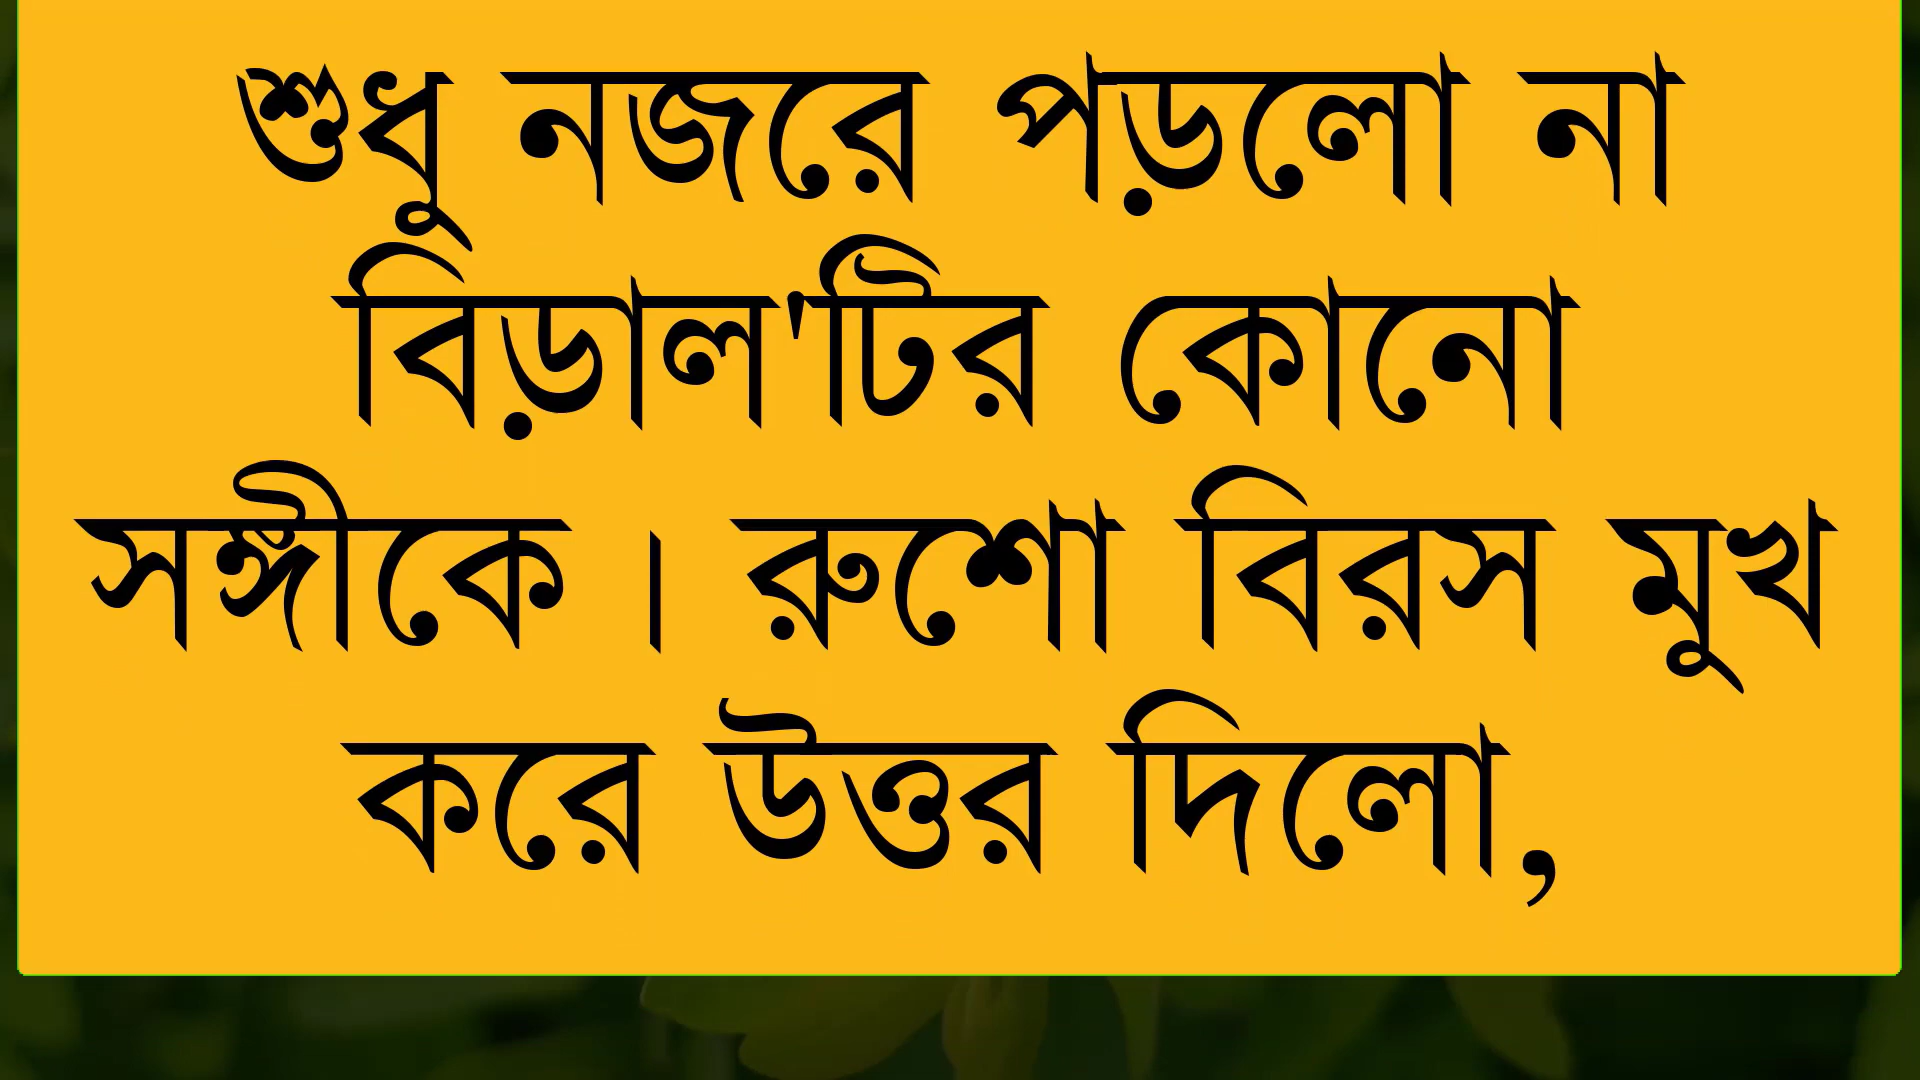 শুধু নজরে পড়লো না
বিড়াল'টির কোনো
সঙ্গীকে । রুশো বিরস মুখ
করে উত্তর দিলো,